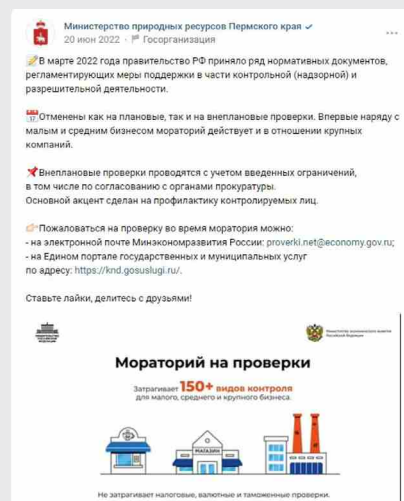 Министерство природных ресурсов Пермского края
20 июн 2022 · Госорганизация
В марте 2022 года правительство РФ приняло ряд нормативных документов,
регламентирующих меры поддержки в части контрольной (надзорной) и
разрешительной деятельности.
Отменены как на плановые, так и на внеплановые проверки. Впервые наряду с
малым и средним бизнесом мораторий действует и в отношении крупных
компаний.
Внеплановые проверки проводятся с учетом введенных ограничений,
в том числе по согласованию с органами прокуратуры.
Основной акцент сделан на профилактику контролируемых лиц.
Пожаловаться на проверку во время моратория можно:
- на электронной почте Минэкономразвития России: proverki.net@economy.gov.ru;
- на Едином портале государственных и муниципальных услуг
по адресу: https://knd.gosuslugi.ru/.
Ставьте лайки, делитесь с друзьями!
Мораторий на проверки
Затрагивает 150+ видов контроля
для малого, среднего и крупного бизнеса.
МАГАЗИН
Не затрагивает налоговые, валютные и таможенные проверки.